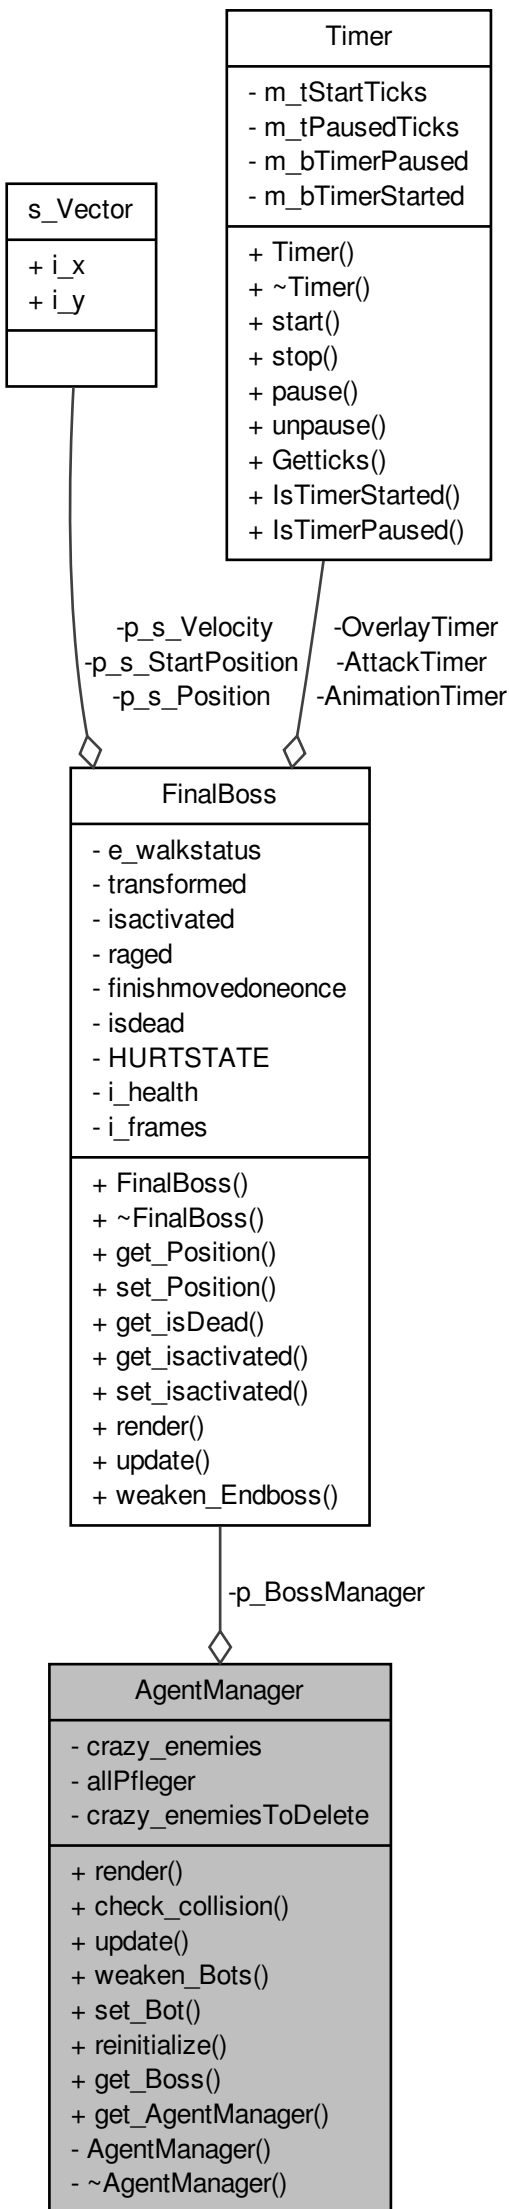 Timer
- m_tStartTicks
- m_tPausedTicks
- m_bTimerPaused
- m_bTimerStarted
+ Timer()
+ ~Timer()
+ start()
+ stop()
+ pause()
+ unpause()
+ Getticks()
+ IsTimerStarted()
+ IsTimerPaused()
s_Vector
+ i_x
+ i_y
-p_s_Velocity
-p_s_StartPosition
-p_s_Position
-OverlayTimer
-AttackTimer
-AnimationTimer
FinalBoss
- e_walkstatus
- transformed
- isactivated
- raged
- finishmovedoneonce
- isdead
- HURTSTATE
- i_health
- i_frames
+ FinalBoss()
+ ~FinalBoss()
+ get_Position()
+ set_Position()
+ get_isDead()
+ get_isactivated()
+ set_isactivated()
+ render()
+ update()
+ weaken_Endboss()
-p_BossManager
AgentManager
- crazy_enemies
- allPfleger
- crazy_enemiesToDelete
+ render()
+ check_collision()
+ update()
+ weaken_Bots()
+ set_Bot()
+ reinitialize()
+ get_Boss()
+ get_AgentManager()
- AgentManager()
- ~AgentManager()